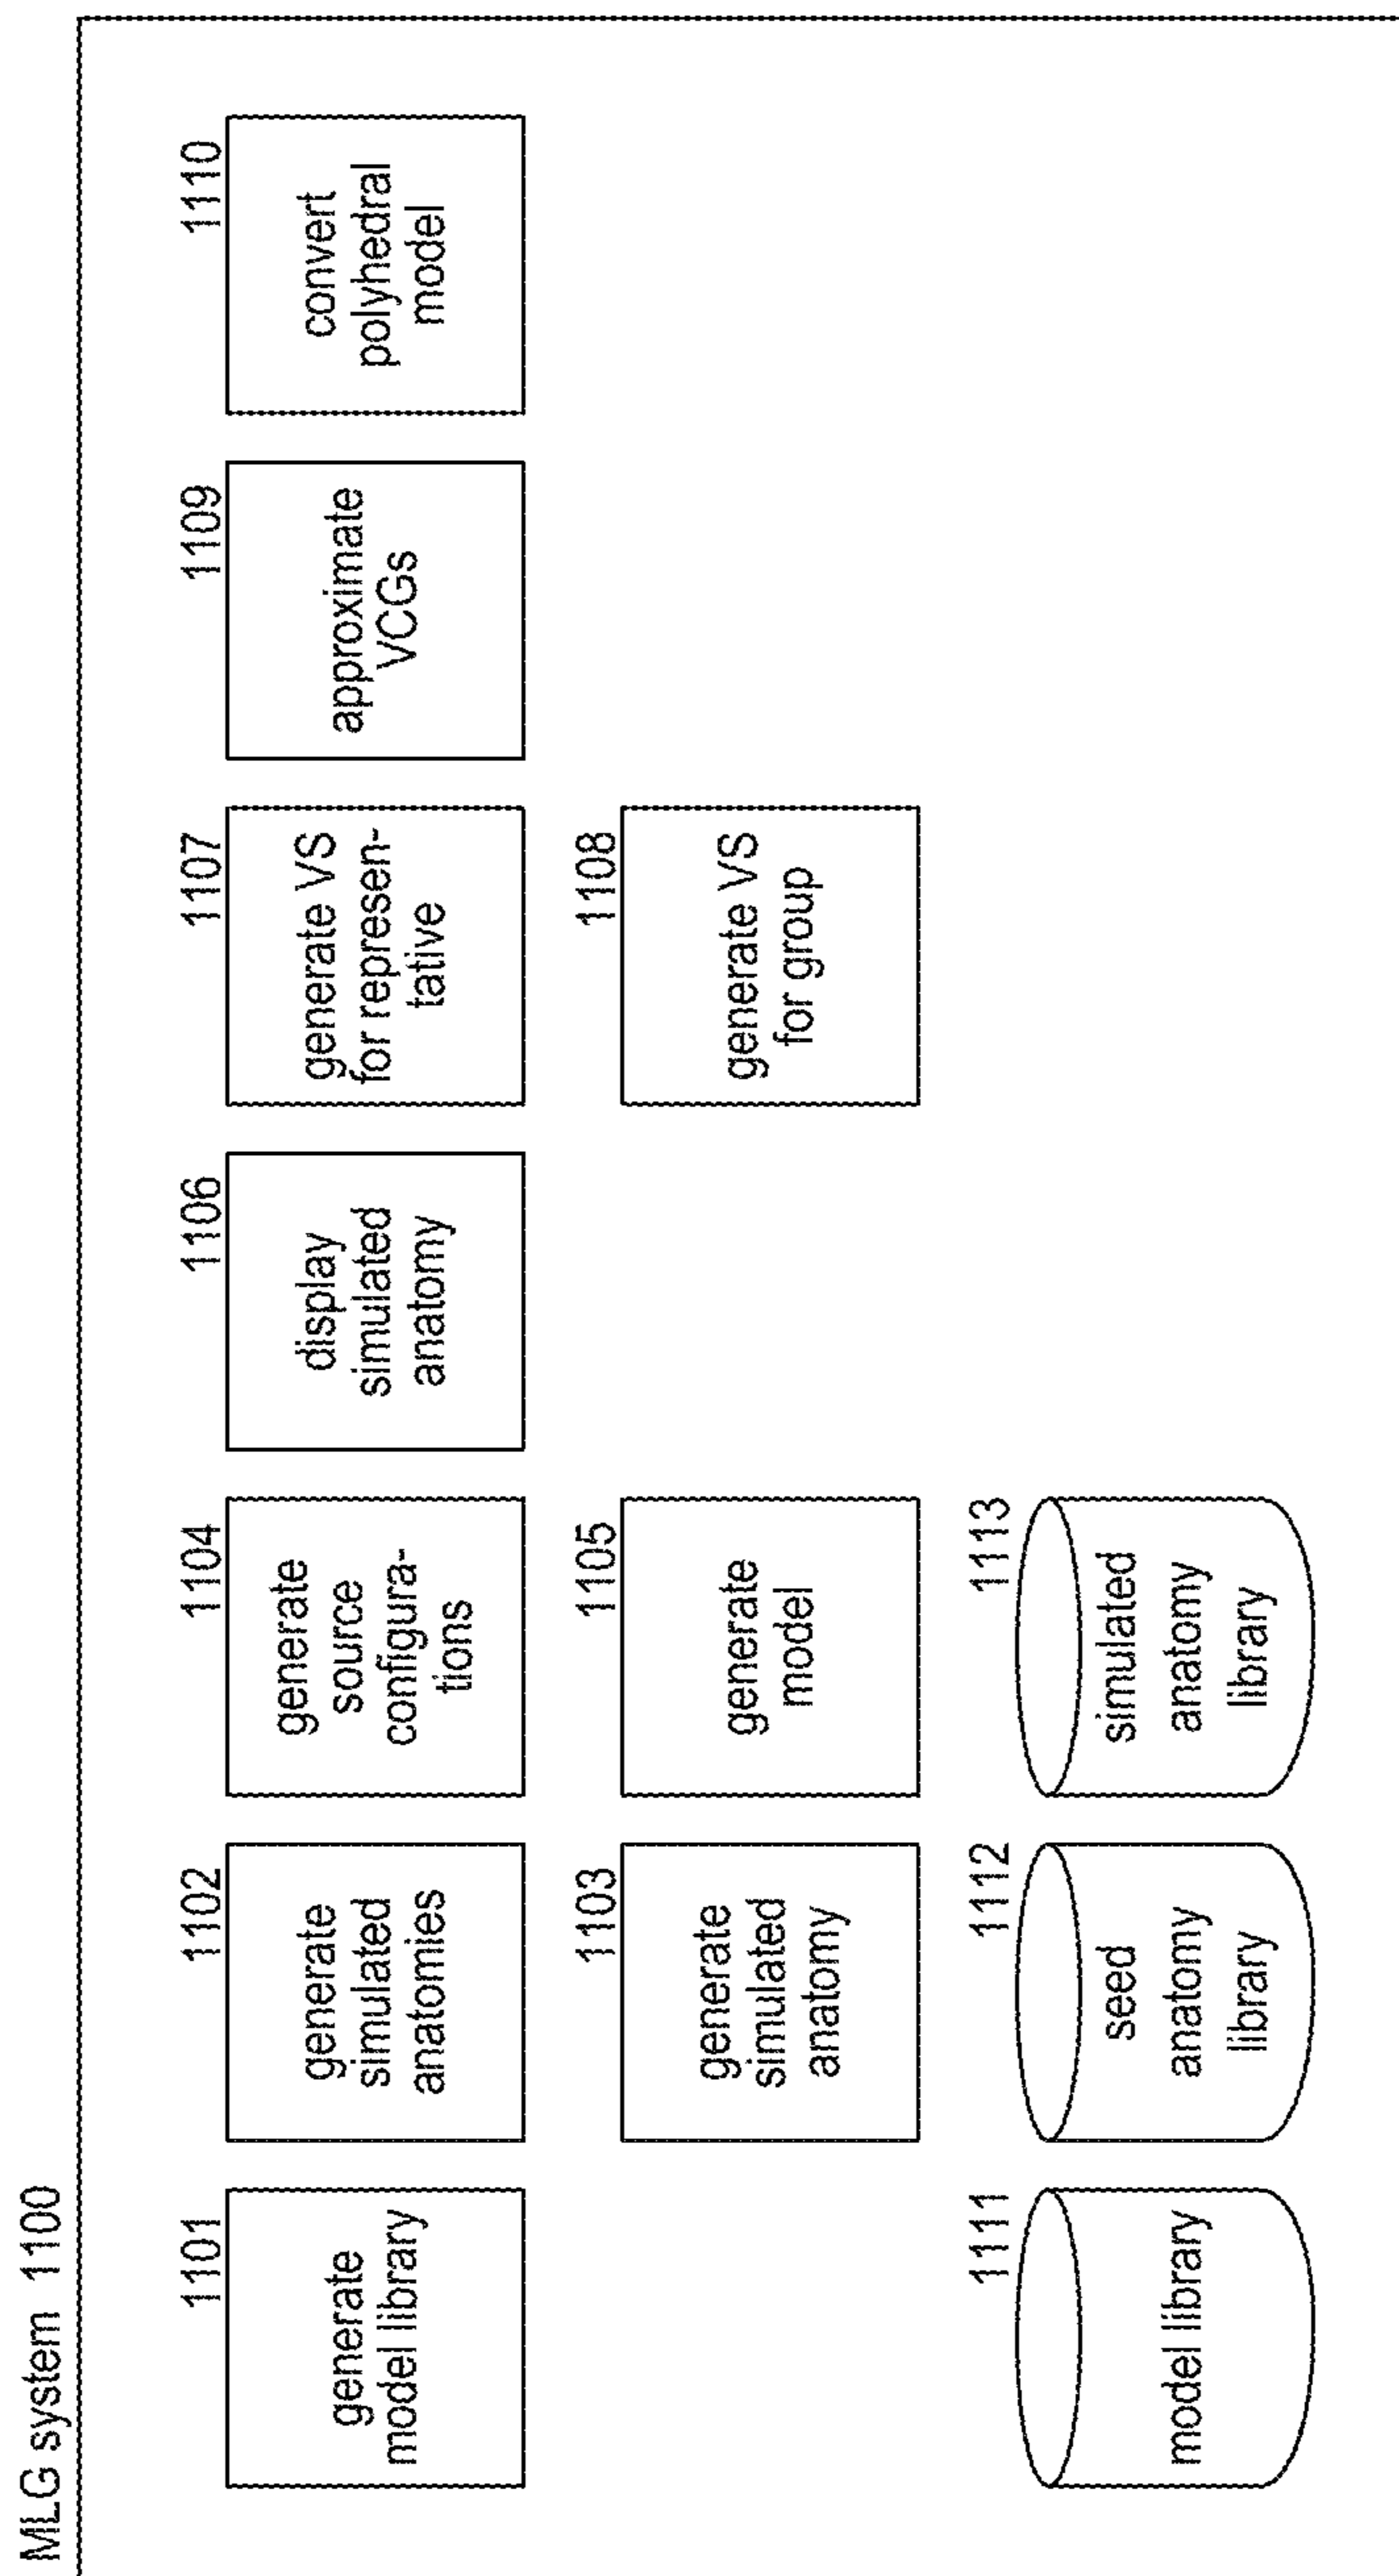 MLG system 1100
1101
generate
model library
1102
generate
simulated
anatomies
1104
generate
source
configura-
tions
1106
display
simulated
anatomy
1107
generate VS
for represen-
tative
1109
approximate
VCGs
1110
convert
polyhedral
model
1103
generate
simulated
anatomy
1105
generate
model
1108
generate VS
for group
1111
model library
1112
seed
anatomy
library
1113
simulated
anatomy
library